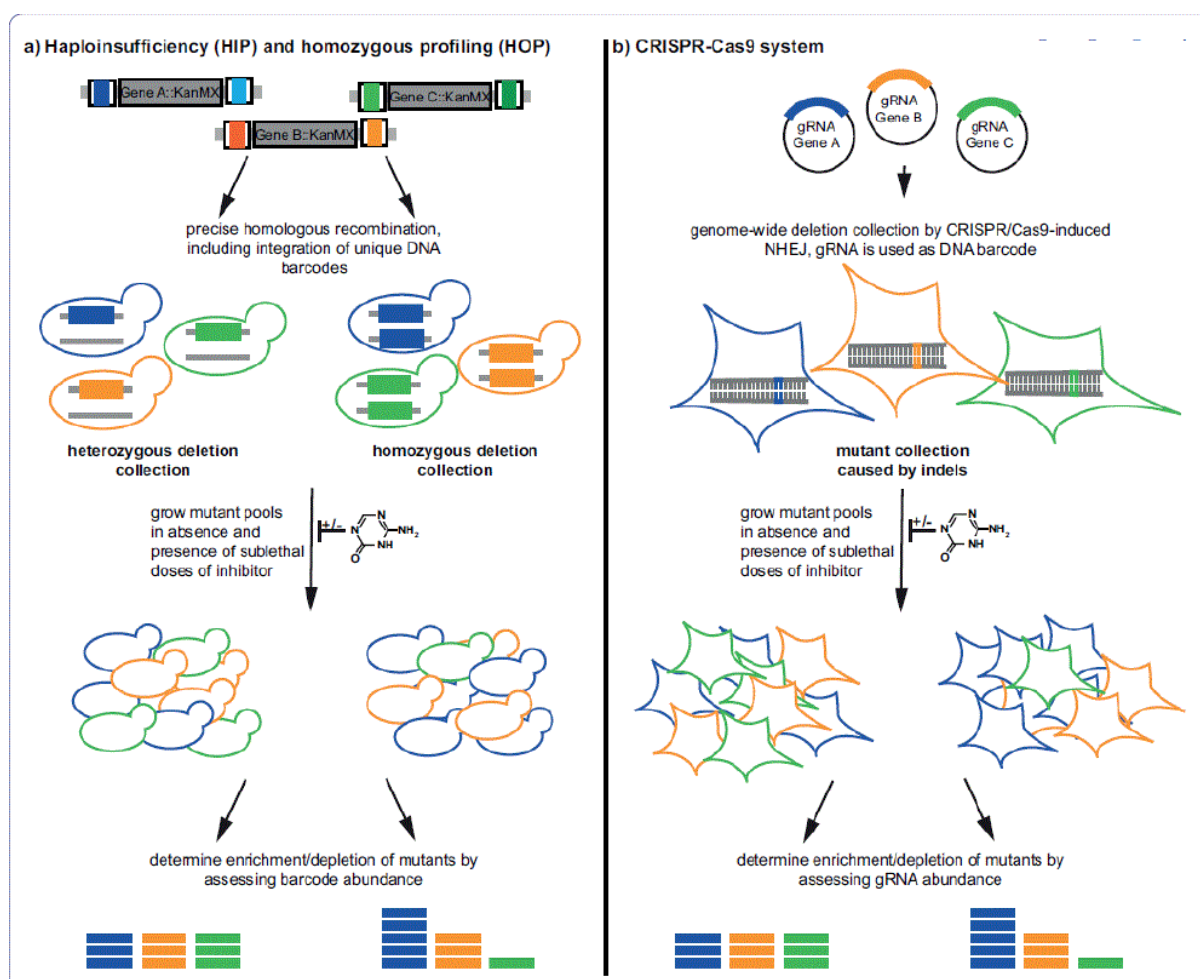 a) Haploinsufficiency (HIP) and homozygous profiling (HOP)
Gene A::KanMX
Gene C::KanMX
Gene B::KanMX
precise homologous recombination,
including integration of unique DNA
barcodes
heterozygous deletion
collection
homozygous deletion
collection
grow mutant pools
in absence and
presence of sublethal
doses of inhibitor
+/-
N
N
NH₂
NH
O
determine enrichment/depletion of mutants by
assessing barcode abundance
b) CRISPR-Cas9 system
gRNA
Gene A
gRNA
Gene B
gRNA
Gene C
genome-wide deletion collection by CRISPR/Cas9-induced
NHEJ, gRNA is used as DNA barcode
mutant collection
caused by indels
grow mutant pools
in absence and
presence of sublethal
doses of inhibitor
+/-
N
N
NH₂
NH
O
determine enrichment/depletion of mutants by
assessing gRNA abundance